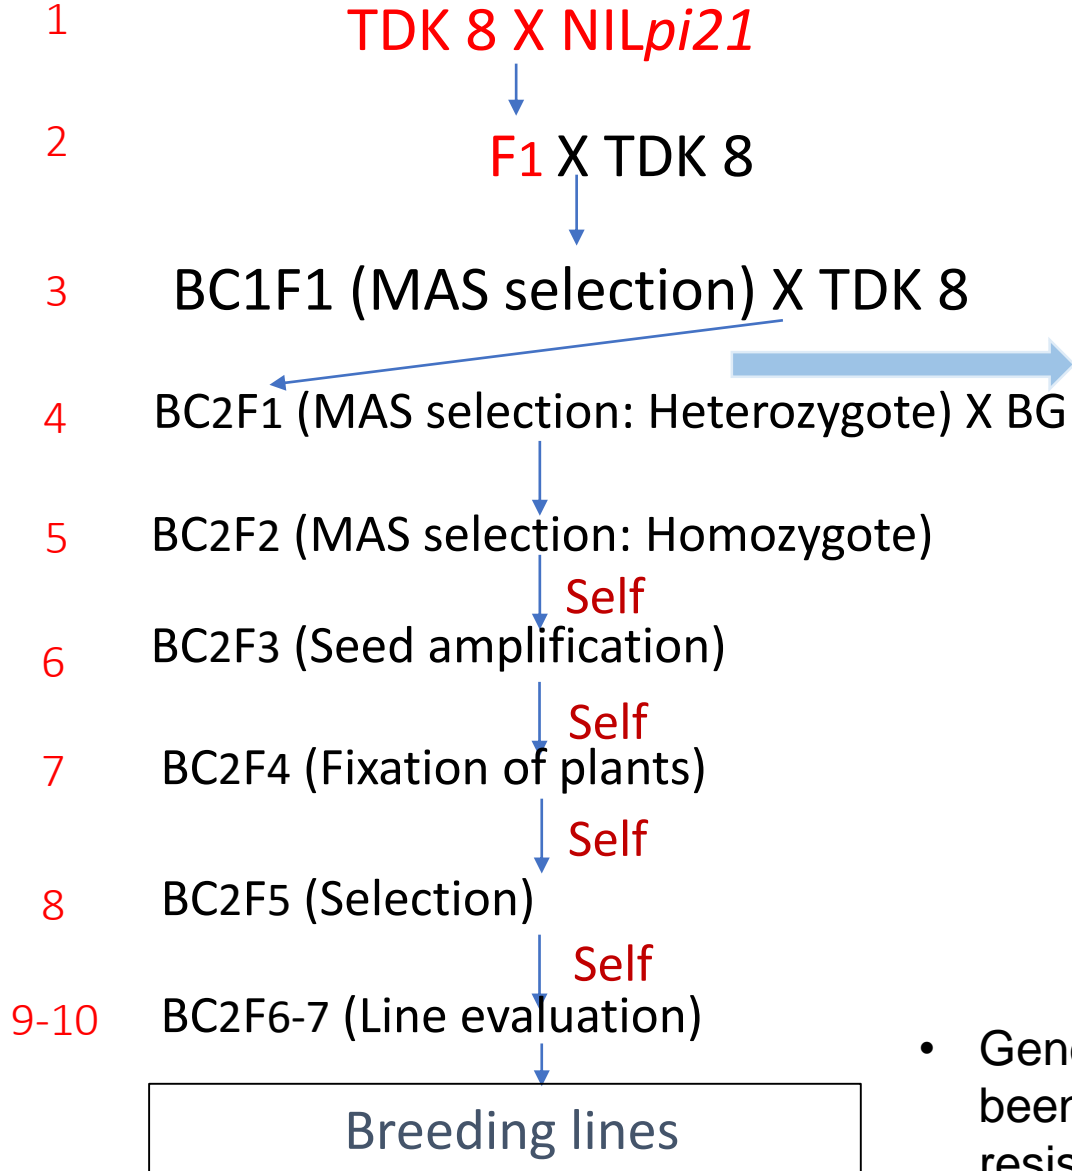 1 TDK 8 X NILpi21
2 F1 X TDK 8
3 BC1F1 (MAS selection) X TDK 8
4 BC2F1 (MAS selection: Heterozygote) X BG
5 BC2F2 (MAS selection: Homozygote)
Self
6 BC2F3 (Seed amplification)
Self
7 BC2F4 (Fixation of plants)
Self
8 BC2F5 (Selection)
Self
9-10 BC2F6-7 (Line evaluation)
Breeding lines
•
been